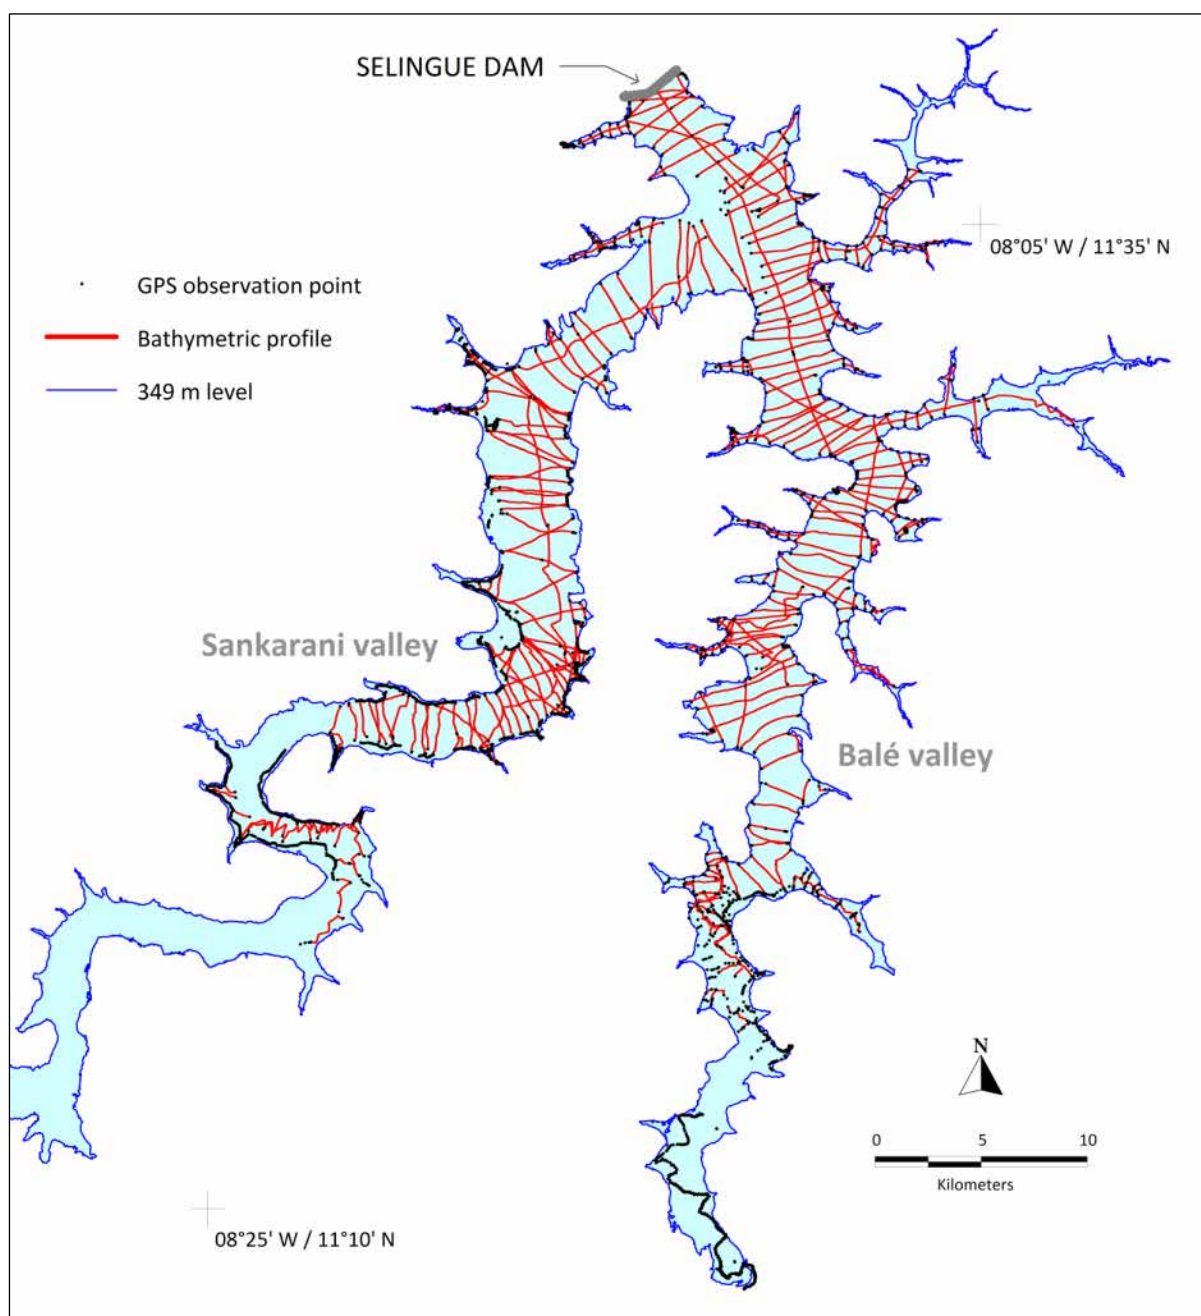 SELINGUE DAM
08°05' W / 11°35' N
GPS observation point
Bathymetric profile
349 m level
Sankarani valley
Balé valley
N
0 5 10
Kilometers
08°25' W / 11°10' N